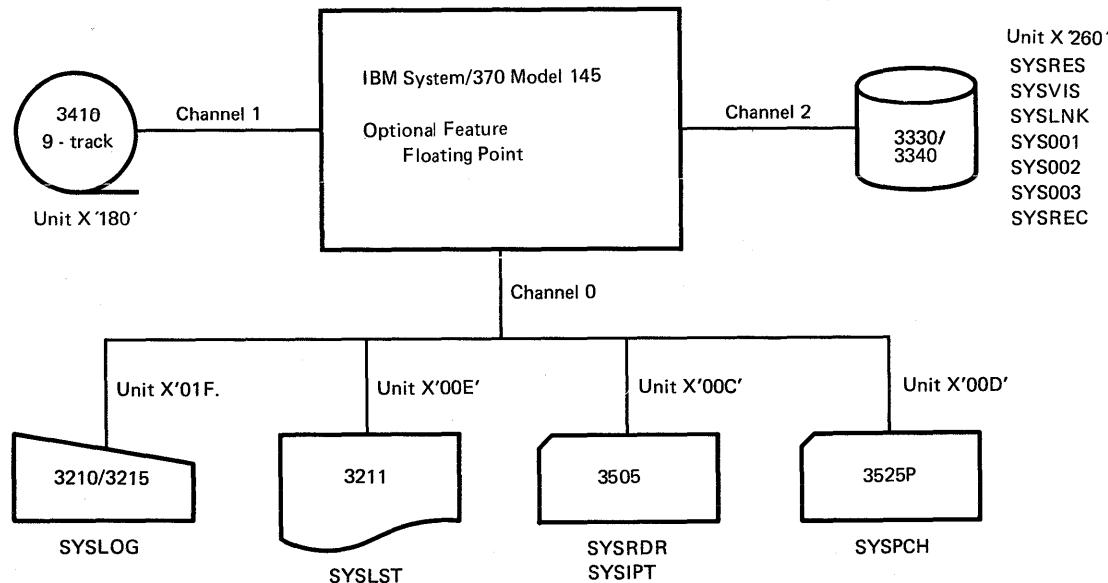 IBM System/370 Model 145
Optional Feature
Floating Point
3410
9 - track
Channel 1
Unit X´180´
Channel 2
3330/
3340
Unit X´260´
SYSRES
SYSVIS
SYSLNK
SYS001
SYS002
SYS003
SYSREC
Channel 0
Unit X'01F.
Unit X'00E'
Unit X'00C'
Unit X'00D'
3210/3215
3211
3505
3525P
SYSLOG
SYSLST
SYSRDR
SYSIPT
SYSPCH